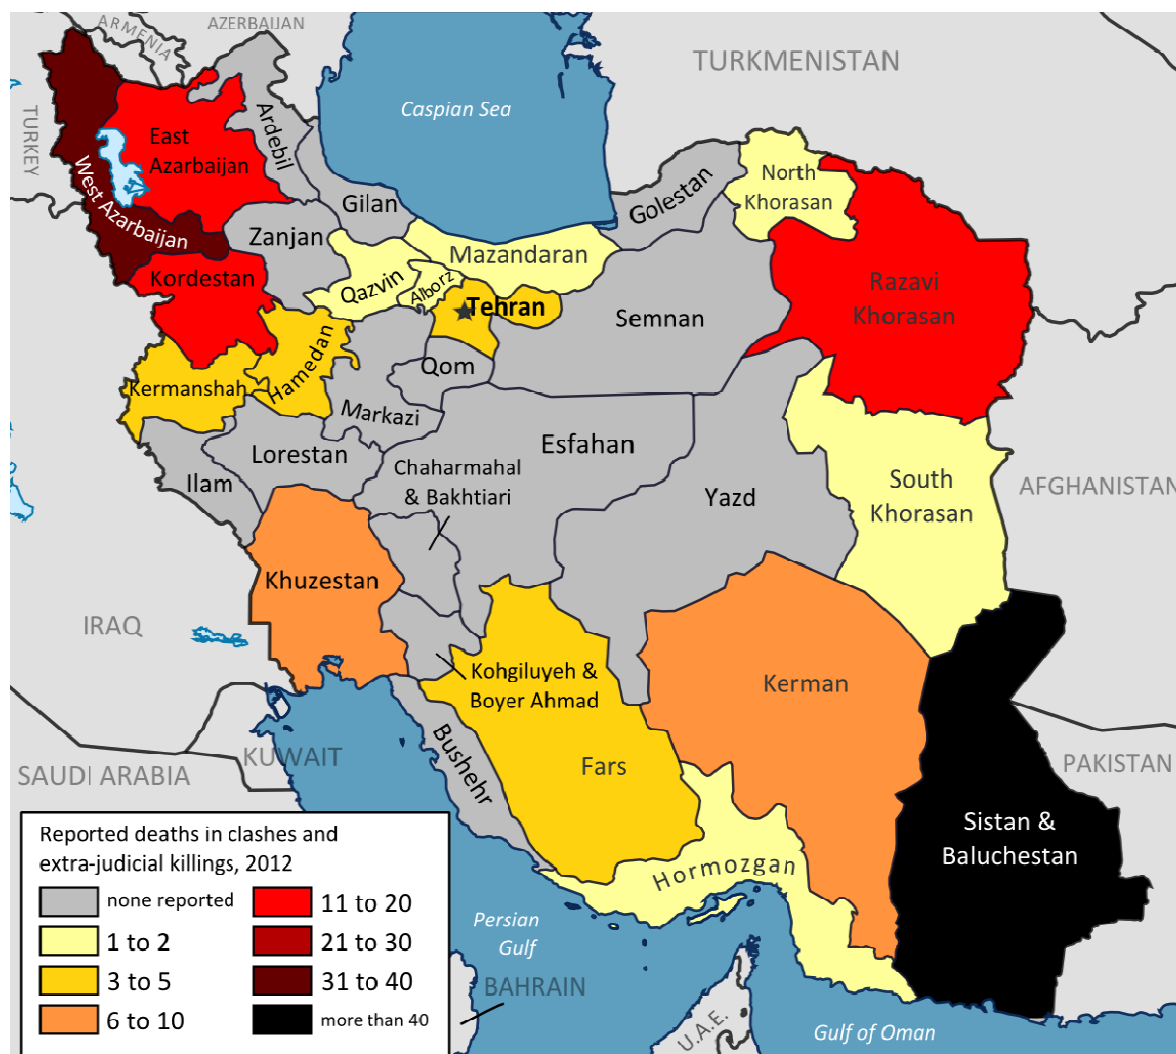 ARMENIA
AZERBAIJAN
TURKMENISTAN
Caspian Sea
TURKEY
East
Azarbaijan
Ardebil
West Azarbaijan
Gilan
Golestan
North
Khorasan
Zanjan
Mazandaran
Kordestan
Qazvin
Alborz
Tehran
Razavi
Khorasan
Semnan
Hamedan
Qom
Kermanshah
Markazi
Esfahan
Lorestan
Chaharmahal
& Bakhtiari
Ilam
Yazd
South
Khorasan
AFGHANISTAN
Khuzestan
IRAQ
Kohgiluyeh &
Boyer Ahmad
Kerman
Bushehr
KUWAIT
Fars
SAUDI ARABIA
PAKISTAN
Sistan &
Baluchestan
Hormozgan
Persian
Gulf
BAHRAIN
U.A.E.
Gulf of Oman
Reported deaths in clashes and
extra-judicial killings, 2012
none reported
1 to 2
3 to 5
6 to 10
11 to 20
21 to 30
31 to 40
more than 40